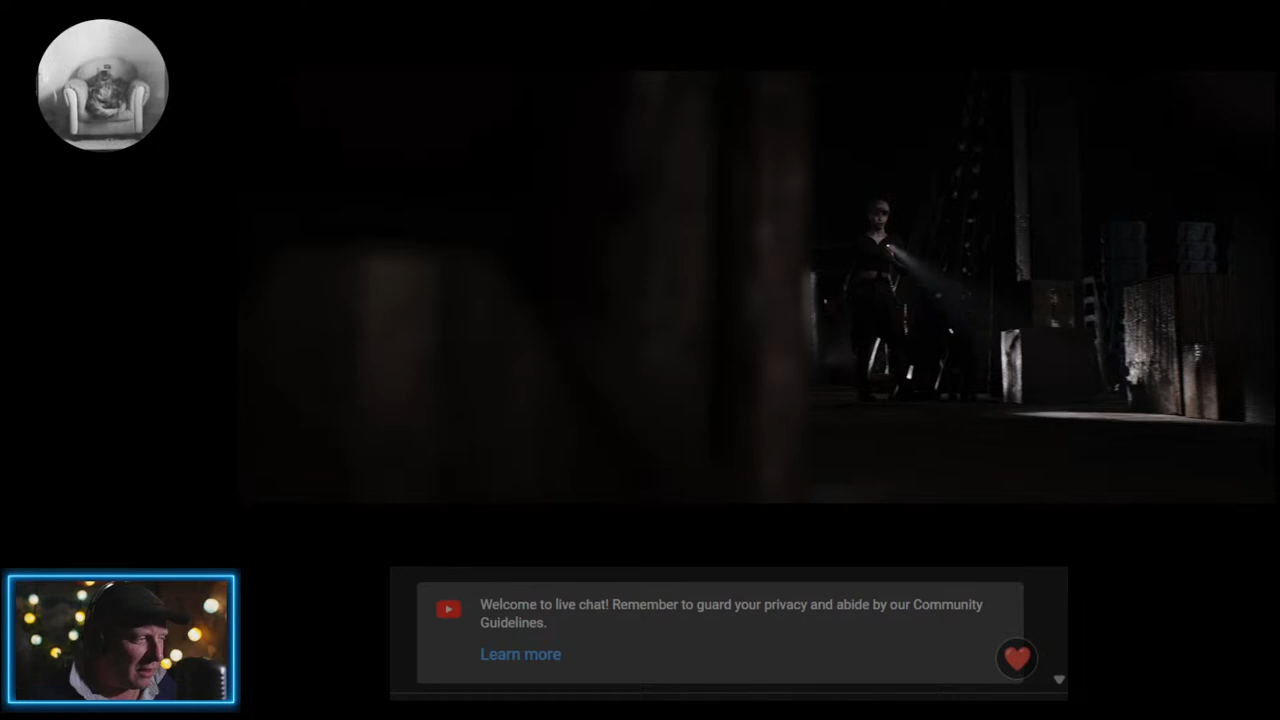 Welcome to live chat! Remember to guard your privacy and abide by our Community
Guidelines.
Learn more